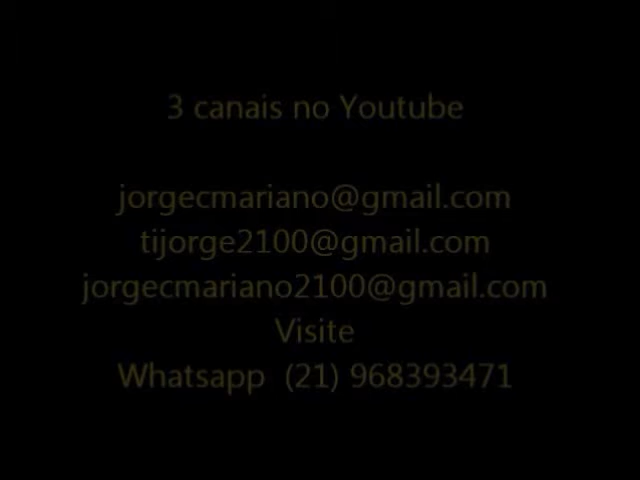 3 canais no Youtube
jorgecmariano@gmail.com
tijorge2100@gmail.com
jorgecmariano2100@gmail.com
Visite
Whatsapp (21) 968393471